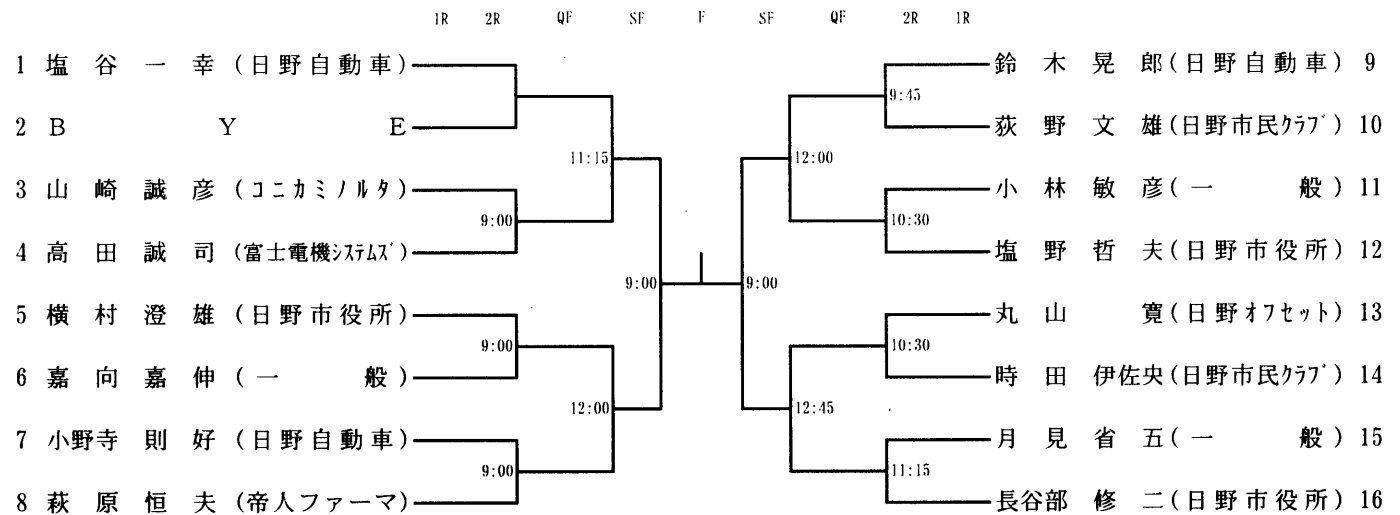 1R 2R QF SF F SF QF 2R 1R
1 塩谷一幸 (日野自動車)
2 BYE
3 山崎誠彦 (コニカミノルタ)
4 高田誠司 (富士電機システムズ)
5 横村澄雄 (日野市役所)
6 嘉向嘉伸 (一般)
7 小野寺則好 (日野自動車)
8 萩原恒夫 (帝人ファーマ)
9:00
9:00
9:00
11:15
12:00
9:00
9:00
12:00
12:45
9:45
10:30
10:30
11:15
鈴木晃郎 (日野自動車) 9
荻野文雄 (日野市民クラブ) 10
小林敏彦 (一般) 11
塩野哲夫 (日野市役所) 12
丸山寛 (日野オフセット) 13
時田伊佐央 (日野市民クラブ) 14
月見省五 (一般) 15
長谷部修二 (日野市役所) 16